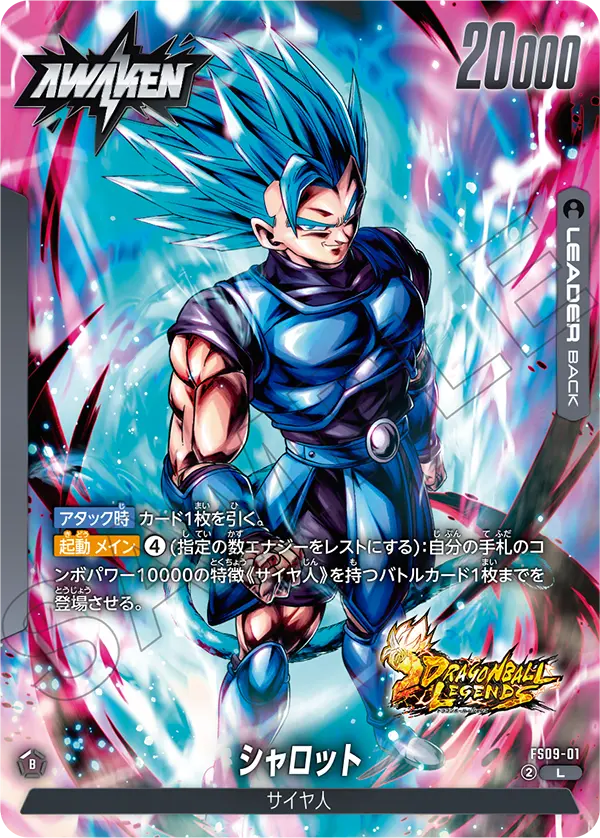 AWAKEN
20000
LEADER BACK
アタック時 カード1枚を引く。
起動 メイン ④ (指定の数エナジーをレストにする):自分の手札のコ
ンボパワー10000の特徴《サイヤ人》を持つバトルカード1枚までを
登場させる。
DRAGONBALL
LEGENDS
シャロット
FS09-01
B
② L
サイヤ人
SAMPLE